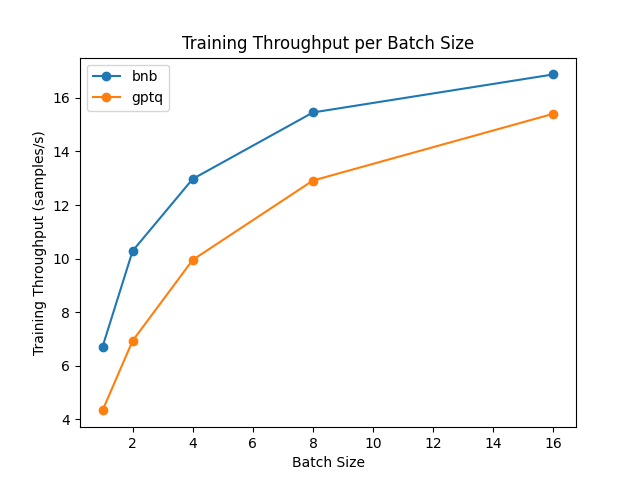 Training Throughput per Batch Size
bnb
gptq
Training Throughput (samples/s)
16
14
12
10
8
6
4
2 4 6 8 10 12 14 16
Batch Size